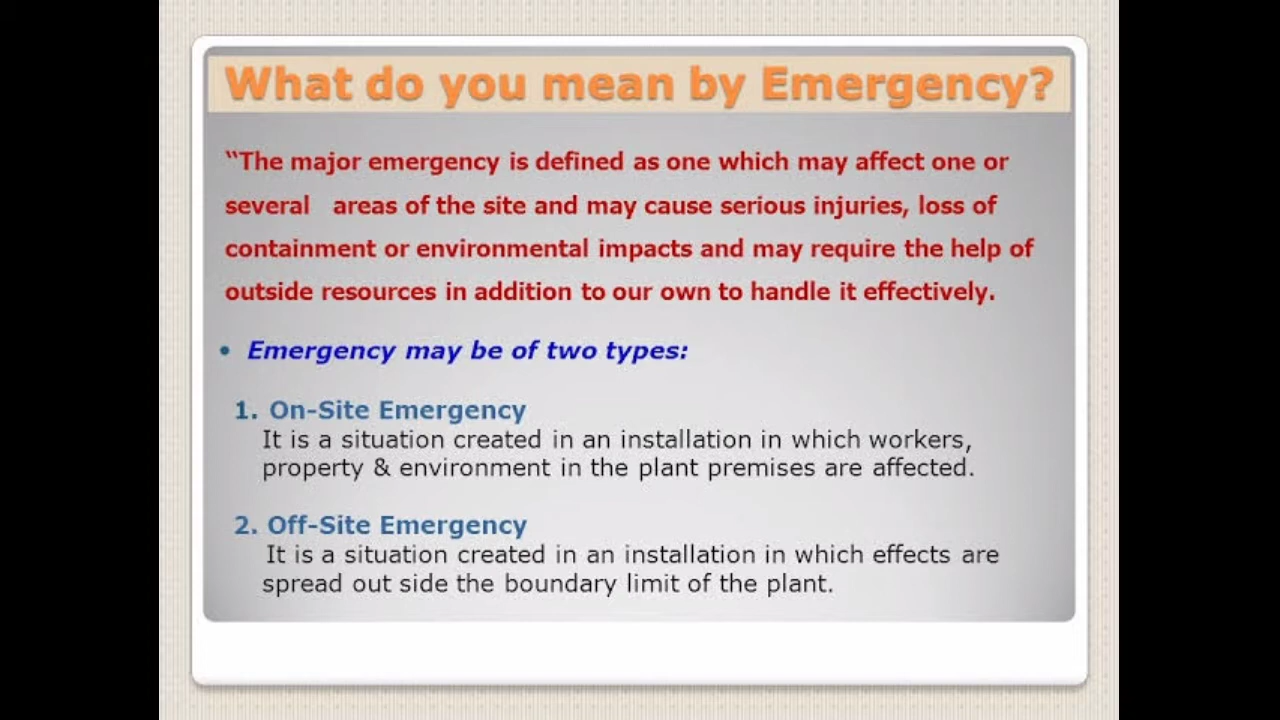 What do you mean by Emergency?
“The major emergency is defined as one which may affect one or
several areas of the site and may cause serious injuries, loss of
containment or environmental impacts and may require the help of
outside resources in addition to our own to handle it effectively.
• Emergency may be of two types:
1. On-Site Emergency
It is a situation created in an installation in which workers,
property & environment in the plant premises are affected.
2. Off-Site Emergency
It is a situation created in an installation in which effects are
spread out side the boundary limit of the plant.